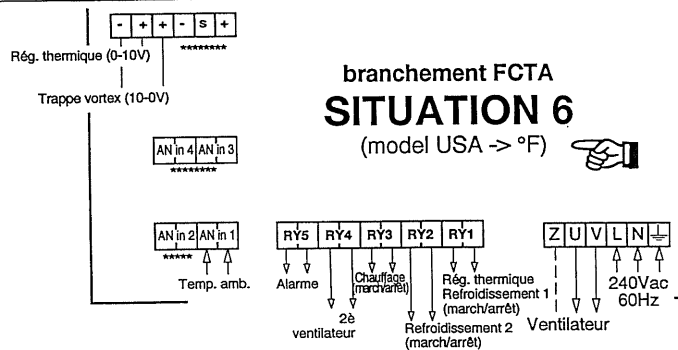 - + + - S +
********
Rég. thermique (0-10V)
Trappe vortex (10-0V)
branchement FCTA
SITUATION 6
(model USA -> °F)
AN in 4 AN in 3
********
AN in 2 AN in 1
*****
Temp. amb.
RY5 RY4 RY3 RY2 RY1
Alarme
2è
ventilateur
Chauffage
(march/arrêt)
Refroidissement 2
(march/arrêt)
Rég. thermique
Refroidissement 1
(march/arrêt)
Z U V L N
Ventilateur
240Vac
60Hz